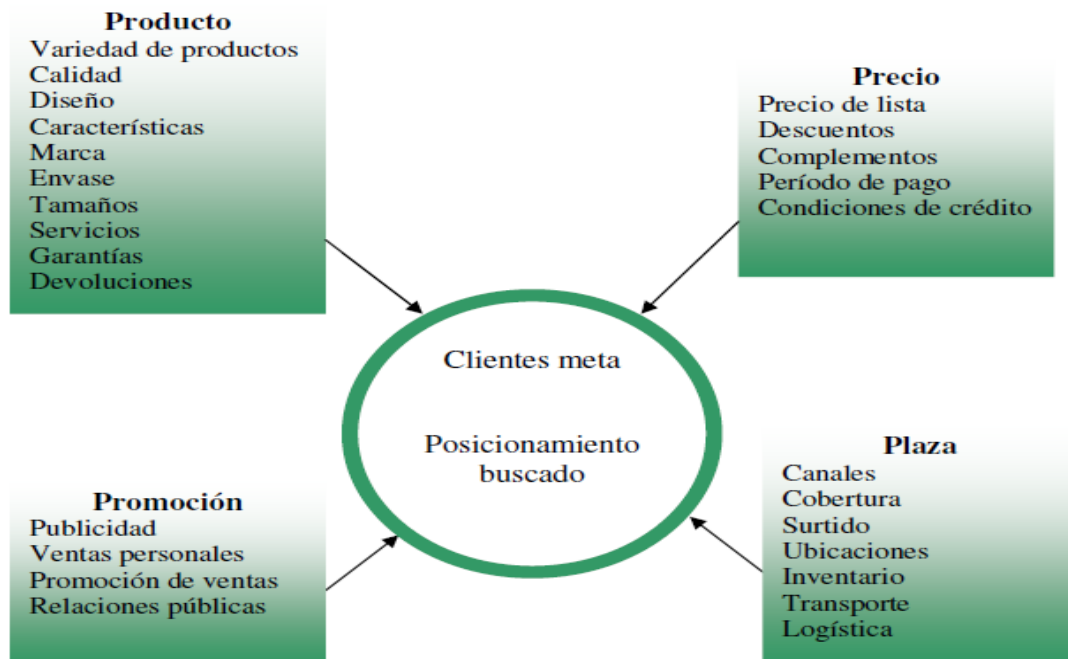 Producto
Variedad de productos
Calidad
Diseño
Características
Marca
Envase
Tamaños
Servicios
Garantías
Devoluciones
Precio
Precio de lista
Descuentos
Complementos
Período de pago
Condiciones de crédito
Clientes meta
Posicionamiento
buscado
Promoción
Publicidad
Ventas personales
Promoción de ventas
Relaciones públicas
Plaza
Canales
Cobertura
Surtido
Ubicaciones
Inventario
Transporte
Logística